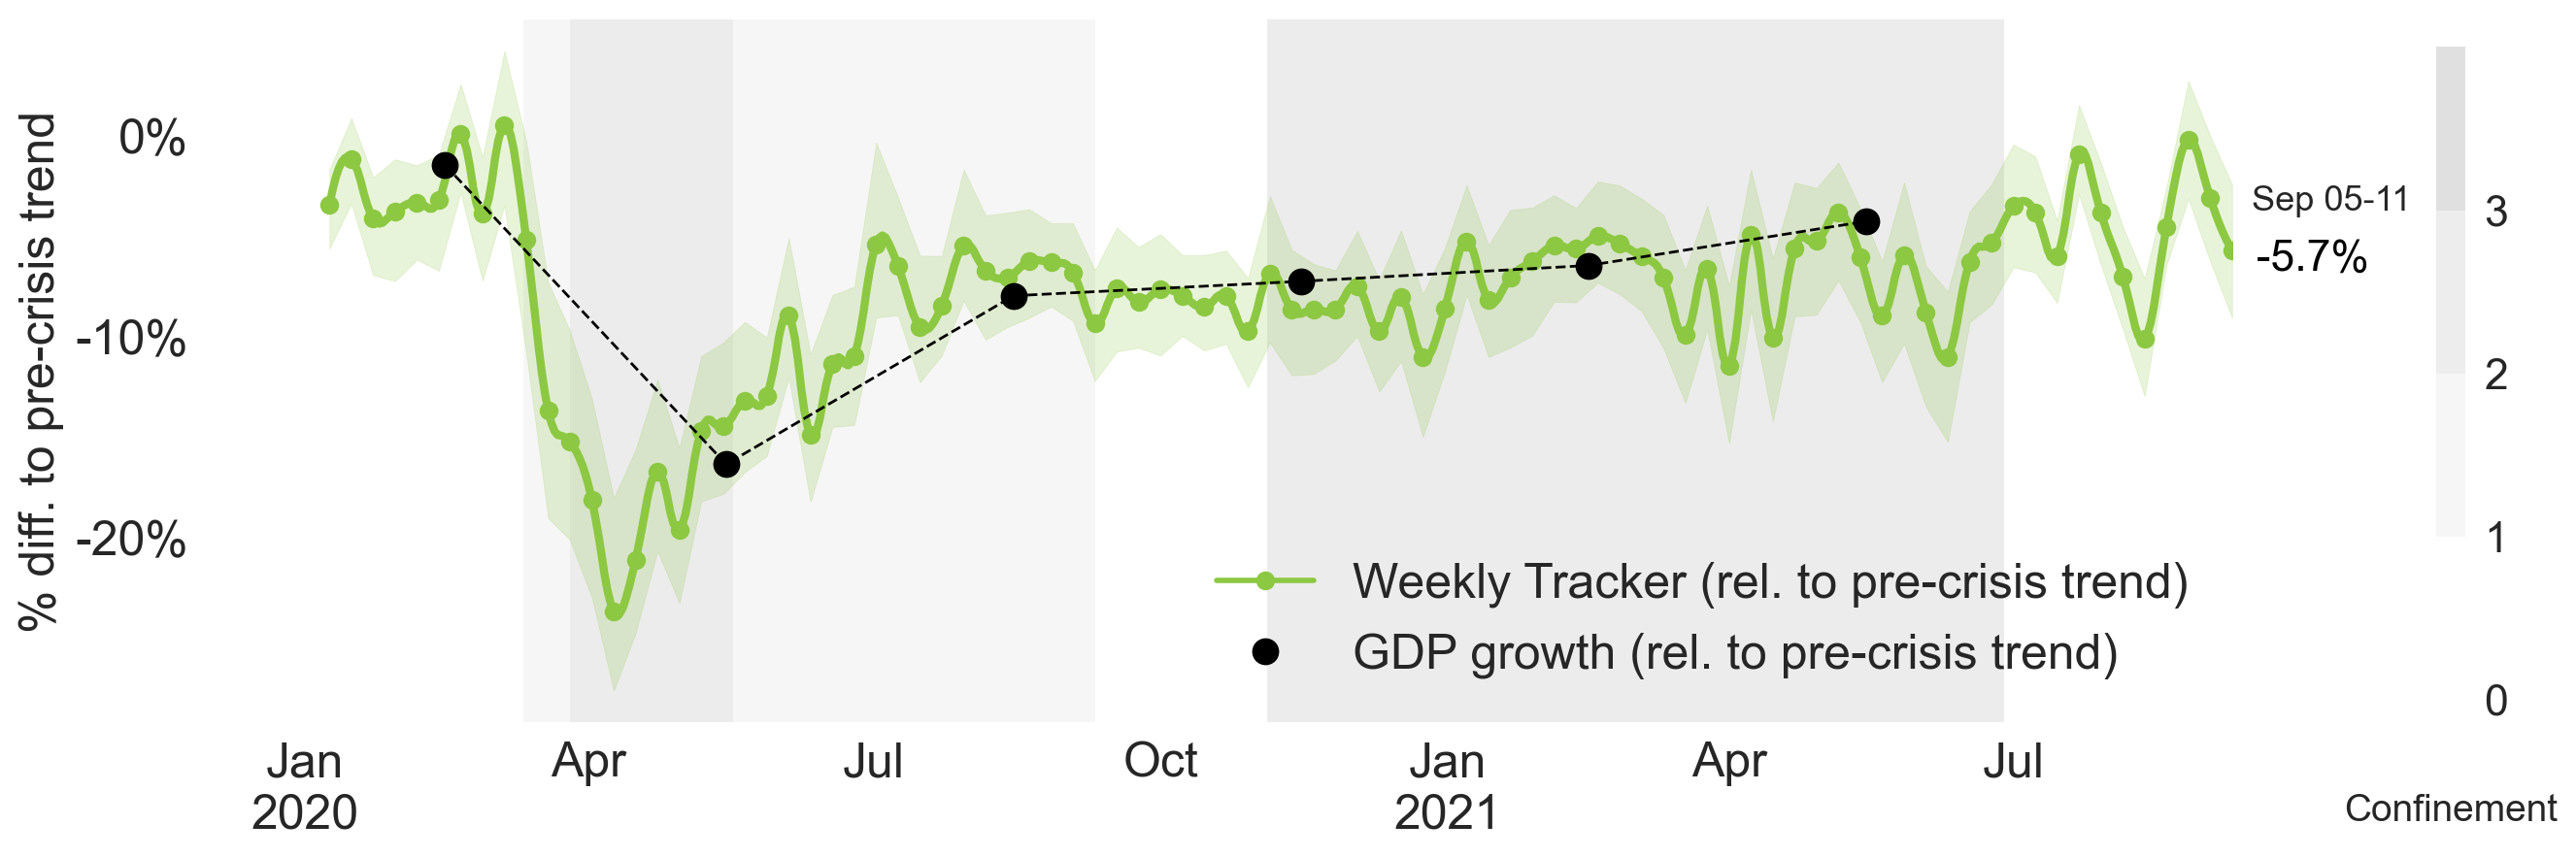 % diff. to pre-crisis trend
0%
-10%
-20%
Sep 05-11
-5.7%
3
2
1
0
Weekly Tracker (rel. to pre-crisis trend)
GDP growth (rel. to pre-crisis trend)
Jan Apr Jul Oct Jan Apr Jul
2020 2021
Confinement